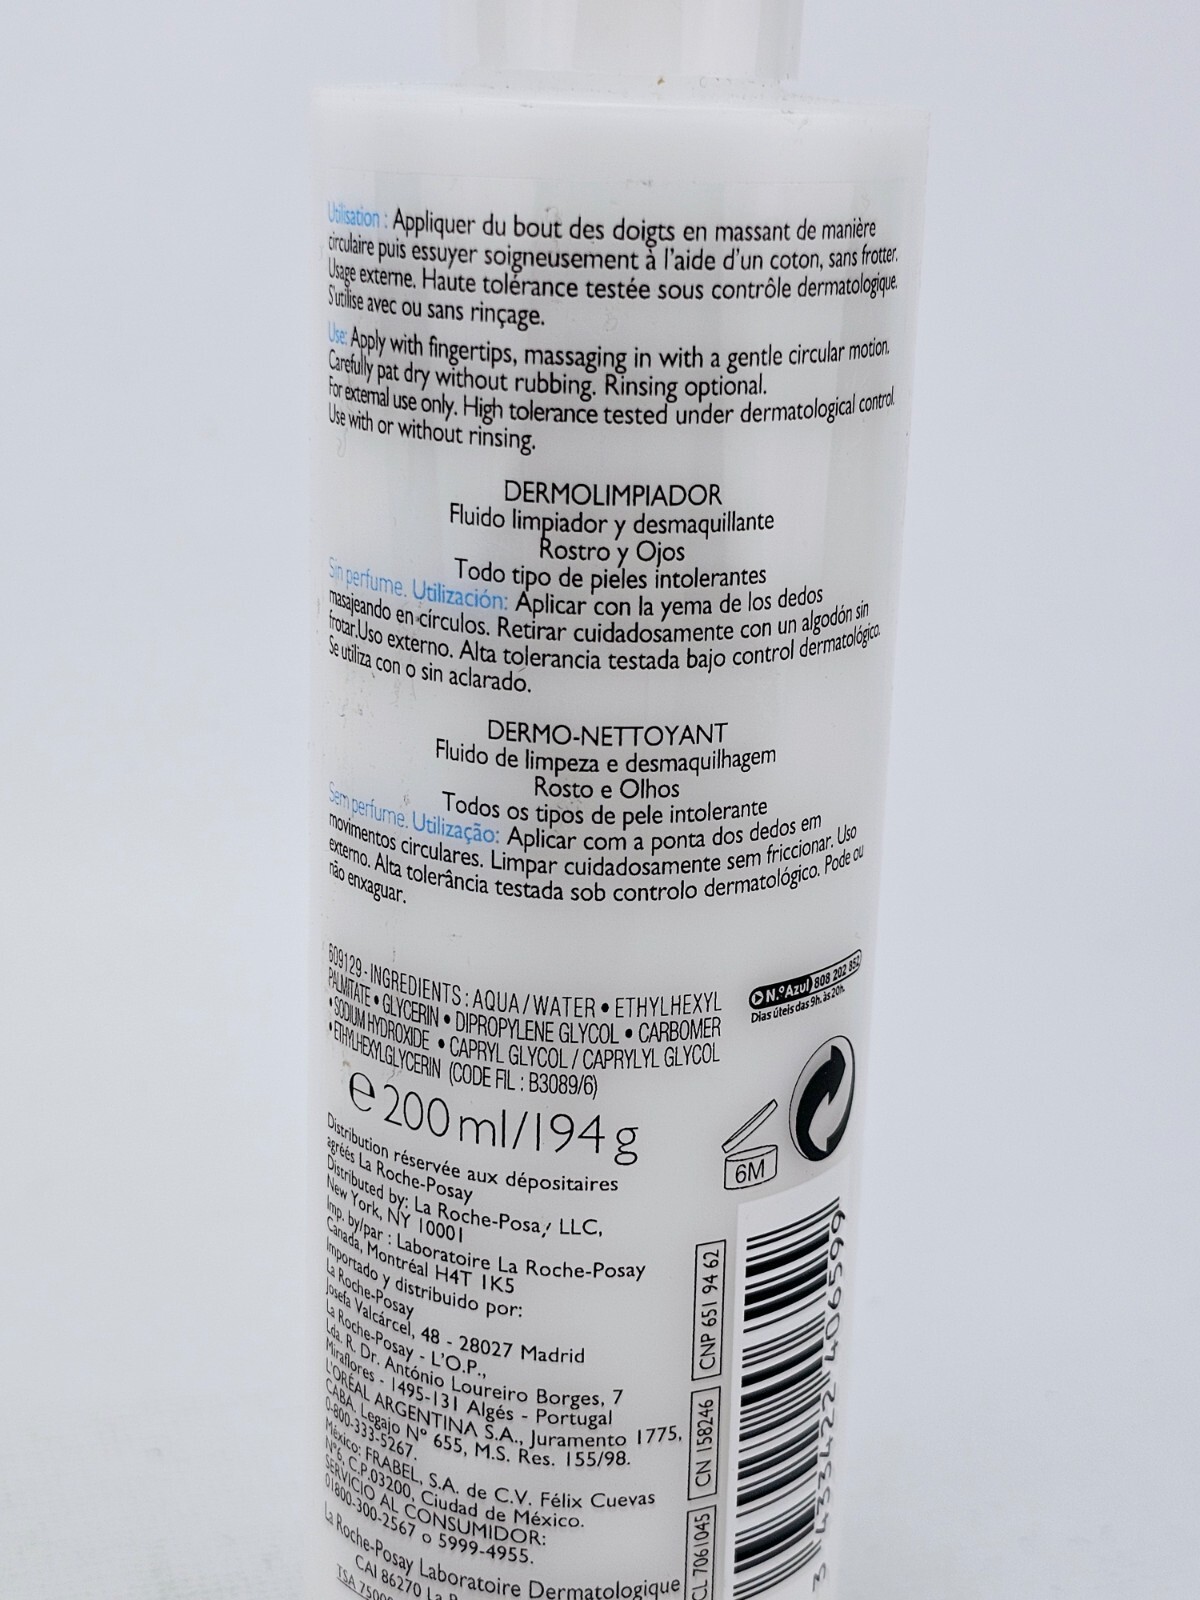 Utilisation : Appliquer du bout des doigts en massant de manière
circulaire puis essuyer soigneusement à l'aide d'un coton, sans frotter.
Usage externe. Haute tolérance testée sous contrôle dermatologique.
S'utilise avec ou sans rinçage.
Use: Apply with fingertips, massaging in with a gentle circular motion.
Carefully pat dry without rubbing. Rinsing optional.
For external use only. High tolerance tested under dermatological control.
Use with or without rinsing.
DERMOLIMPIADOR
Fluido limpiador y desmaquillante
Rostro y Ojos
Todo tipo de pieles intolerantes
Sin perfume. Utilización: Aplicar con la yema de los dedos
masajeando en círculos. Retirar cuidadosamente con un algodón sin
frotar.Uso externo. Alta tolerancia testada bajo control dermatológico.
Se utiliza con o sin aclarado.
DERMO-NETTOYANT
Fluido de limpeza e desmaquilhagem
Rosto e Olhos
Todos os tipos de pele intolerante
Sem perfume. Utilização: Aplicar com a ponta dos dedos em
movimentos circulares. Limpar cuidadosamente sem friccionar. Uso
externo. Alta tolerância testada sob controlo dermatológico. Pode ou
não enxaguar.
609129 - INGREDIENTS : AQUA / WATER • ETHYLHEXYL
PALMITATE • GLYCERIN • DIPROPYLENE GLYCOL • CARBOMER
• SODIUM HYDROXIDE • CAPRYL GLYCOL / CAPRYLYL GLYCOL
• ETHYLHEXYLGLYCERIN (CODE FIL : B3089/6)
N.º Azul 808 202 852
Dias úteis das 9h. às 20h.
e 200 ml/194 g
6M
Distribution réservée aux dépositaires
agréés La Roche-Posay
Distributed by: La Roche-Posay LLC,
New York, NY 10001
Imp. by/par : Laboratoire La Roche-Posay
Canada, Montréal H4T 1K5
Importado y distribuido por:
La Roche-Posay
Josefa Valcárcel, 48 - 28027 Madrid
La Roche-Posay - L'O.P.,
Lda. R. Dr. António Loureiro Borges, 7
Miraflores - 1495-131 Algés - Portugal
L'ORÉAL ARGENTINA S.A., Juramento 1775,
CABA. Legajo N° 655, M.S. Res. 155/98.
0-800-333-5267.
México: FRABEL, S.A. de C.V. Félix Cuevas
N°6, C.P.03200, Ciudad de México.
SERVICIO AL CONSUMIDOR:
01800-300-2567 o 5999-4955.
La Roche-Posay Laboratoire Dermatologique
CAI 86270 La R
TSA 7500
CNP 651 94 62
CN 158246
CL 7061045
3 433422 406599